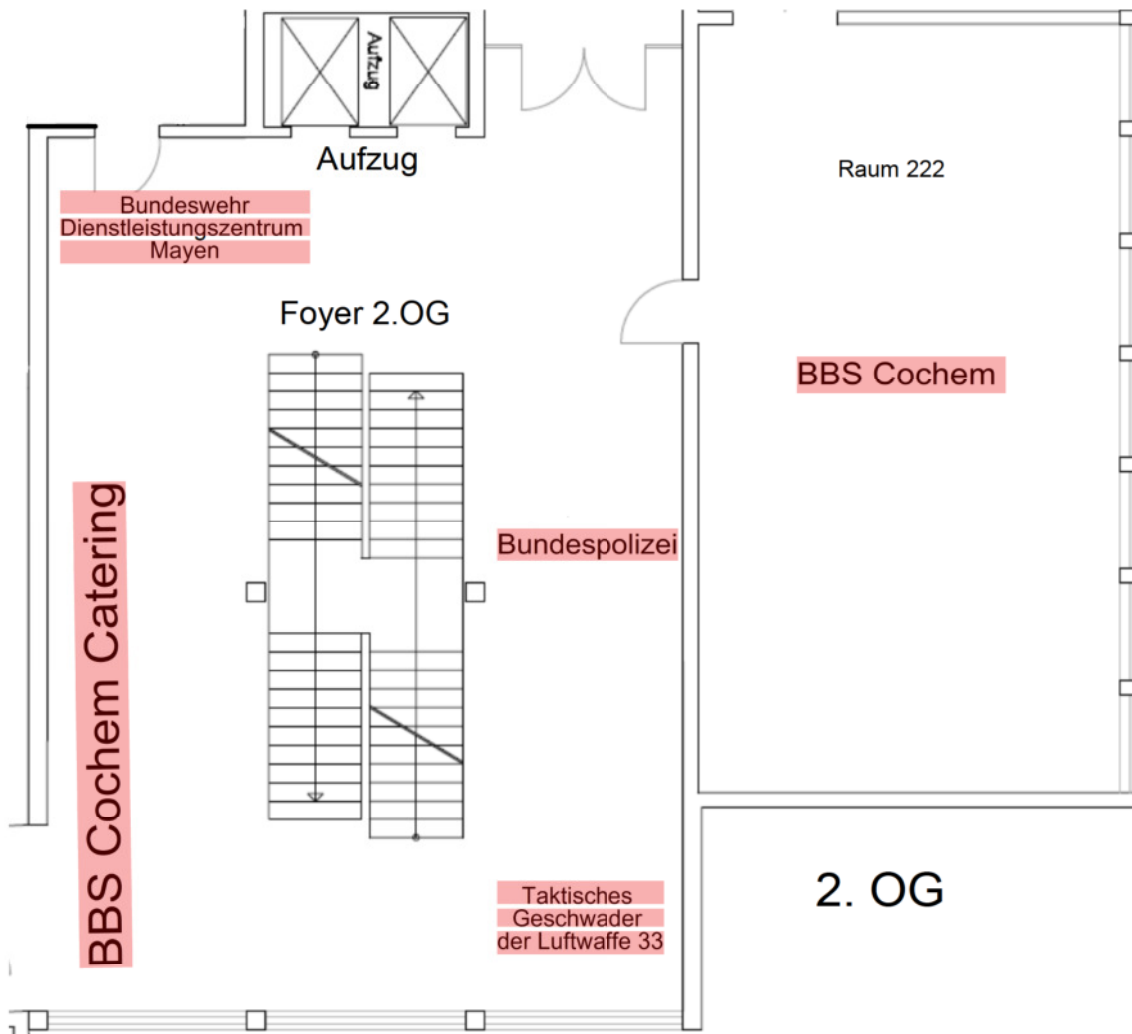 Aufzug
Aufzug
Raum 222
Bundeswehr
Dienstleistungszentrum
Mayen
Foyer 2.OG
BBS Cochem
BBS Cochem Catering
Bundespolizei
Taktisches
Geschwader
der Luftwaffe 33
2. OG